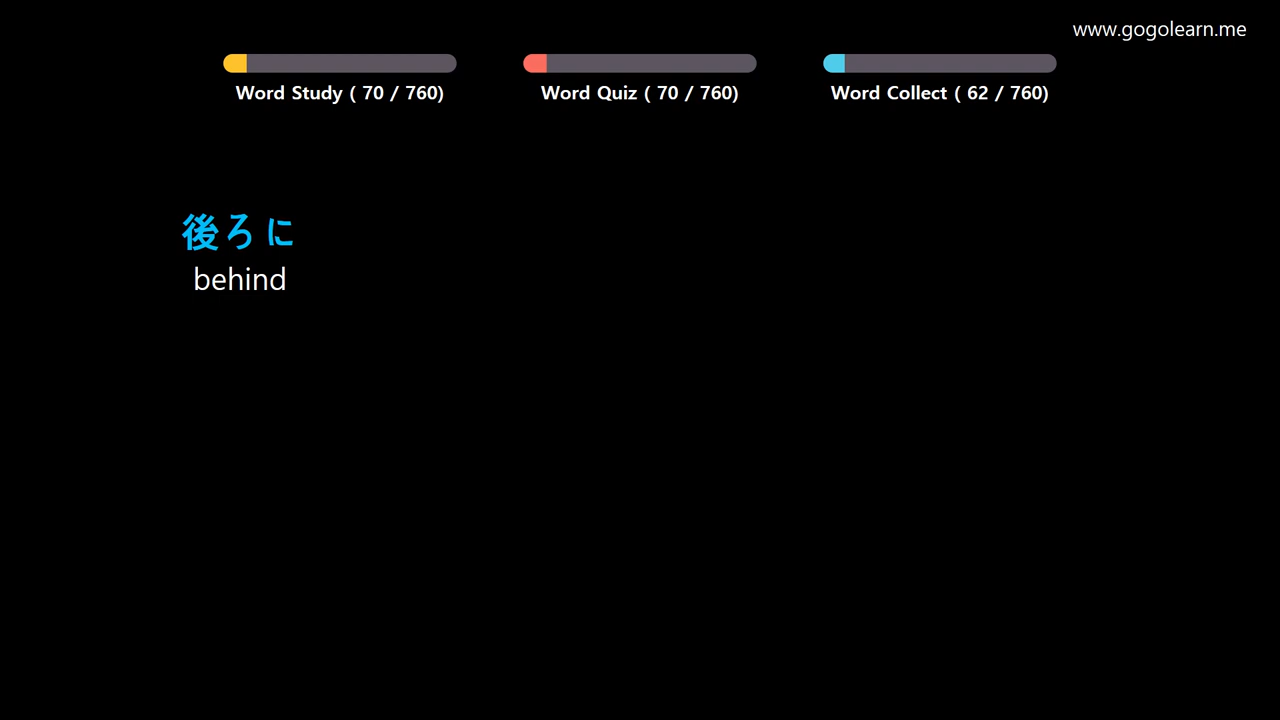 www.gogolearn.me
Word Study ( 70 / 760)
Word Quiz ( 70 / 760)
Word Collect ( 62 / 760)
後ろに
behind